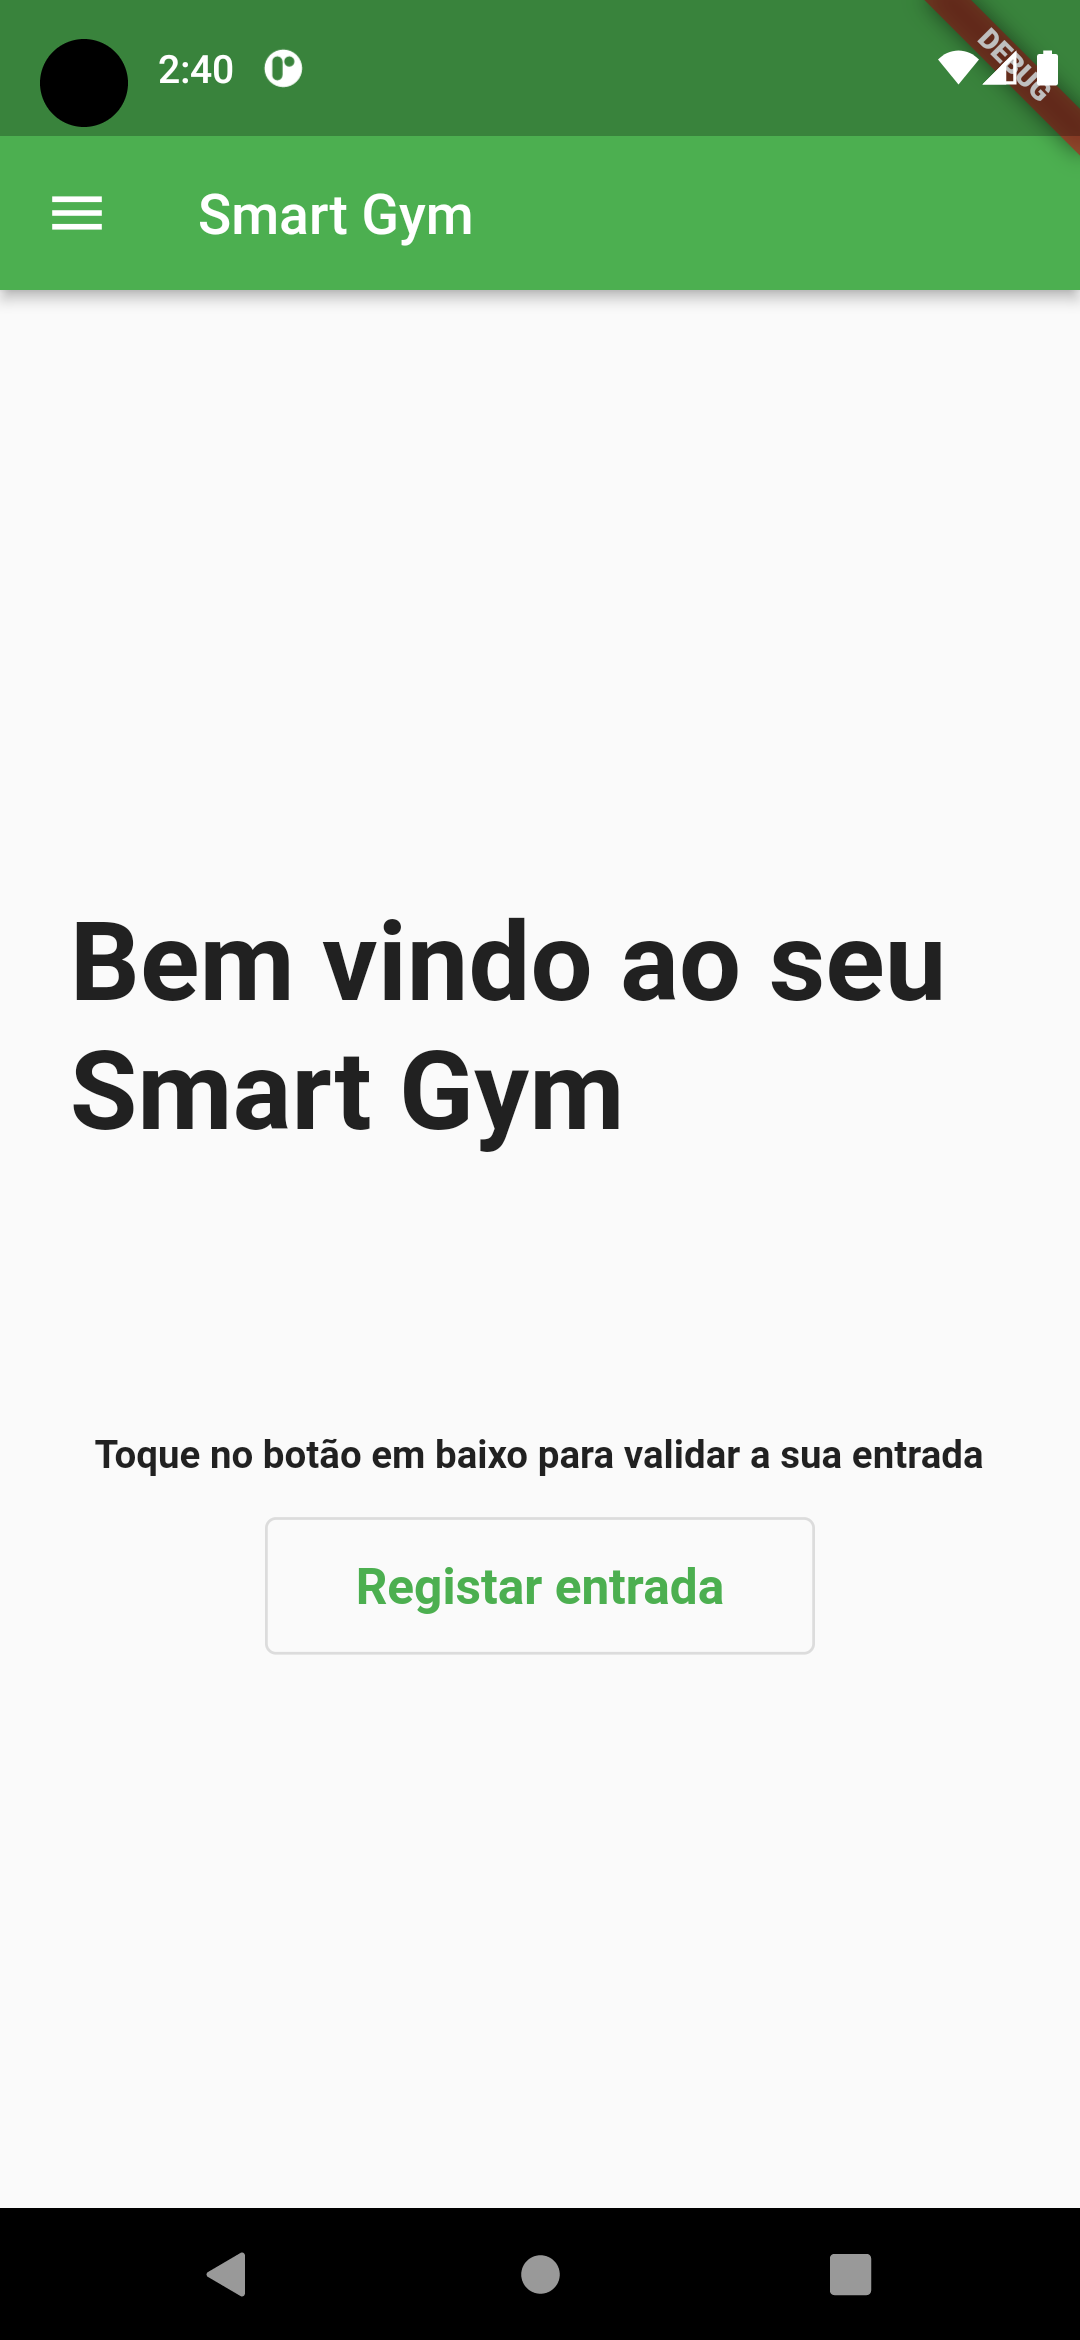 2:40
DEBUG
Smart Gym
Bem vindo ao seu
Smart Gym
Toque no botão em baixo para validar a sua entrada
Registar entrada